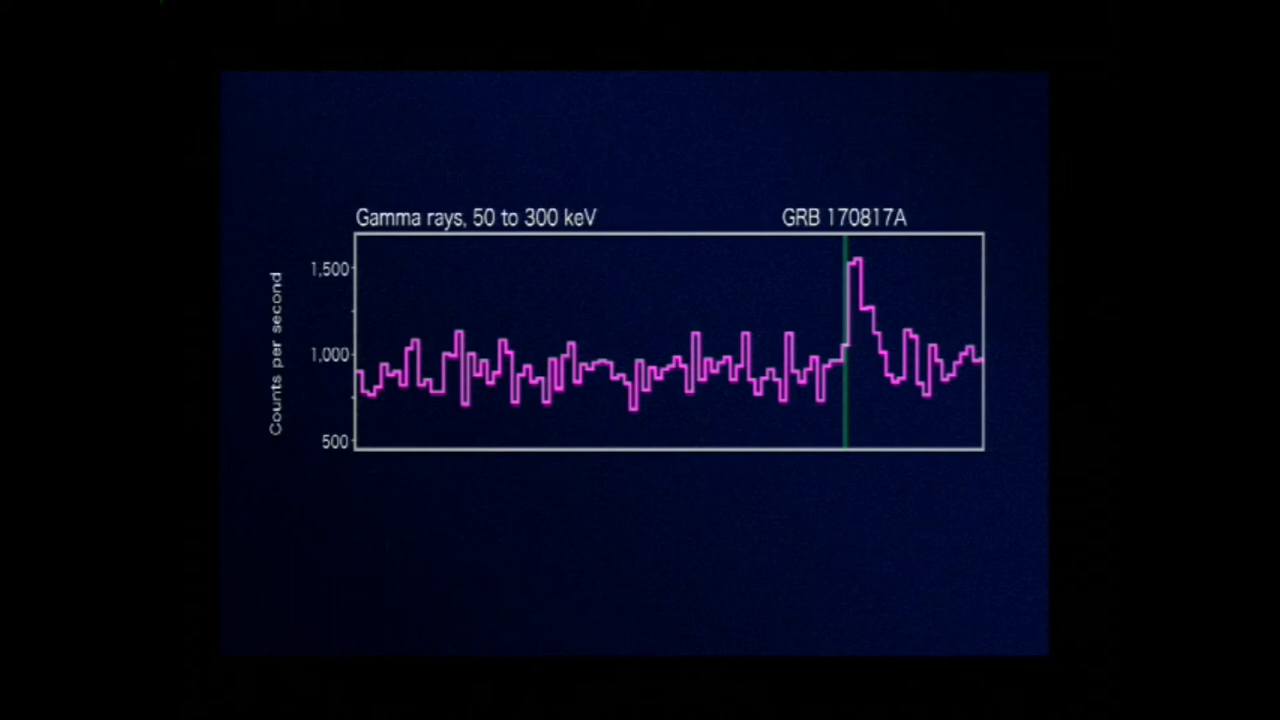 Gamma rays, 50 to 300 keV
GRB 170817A
Counts per second
1,500
1,000
500